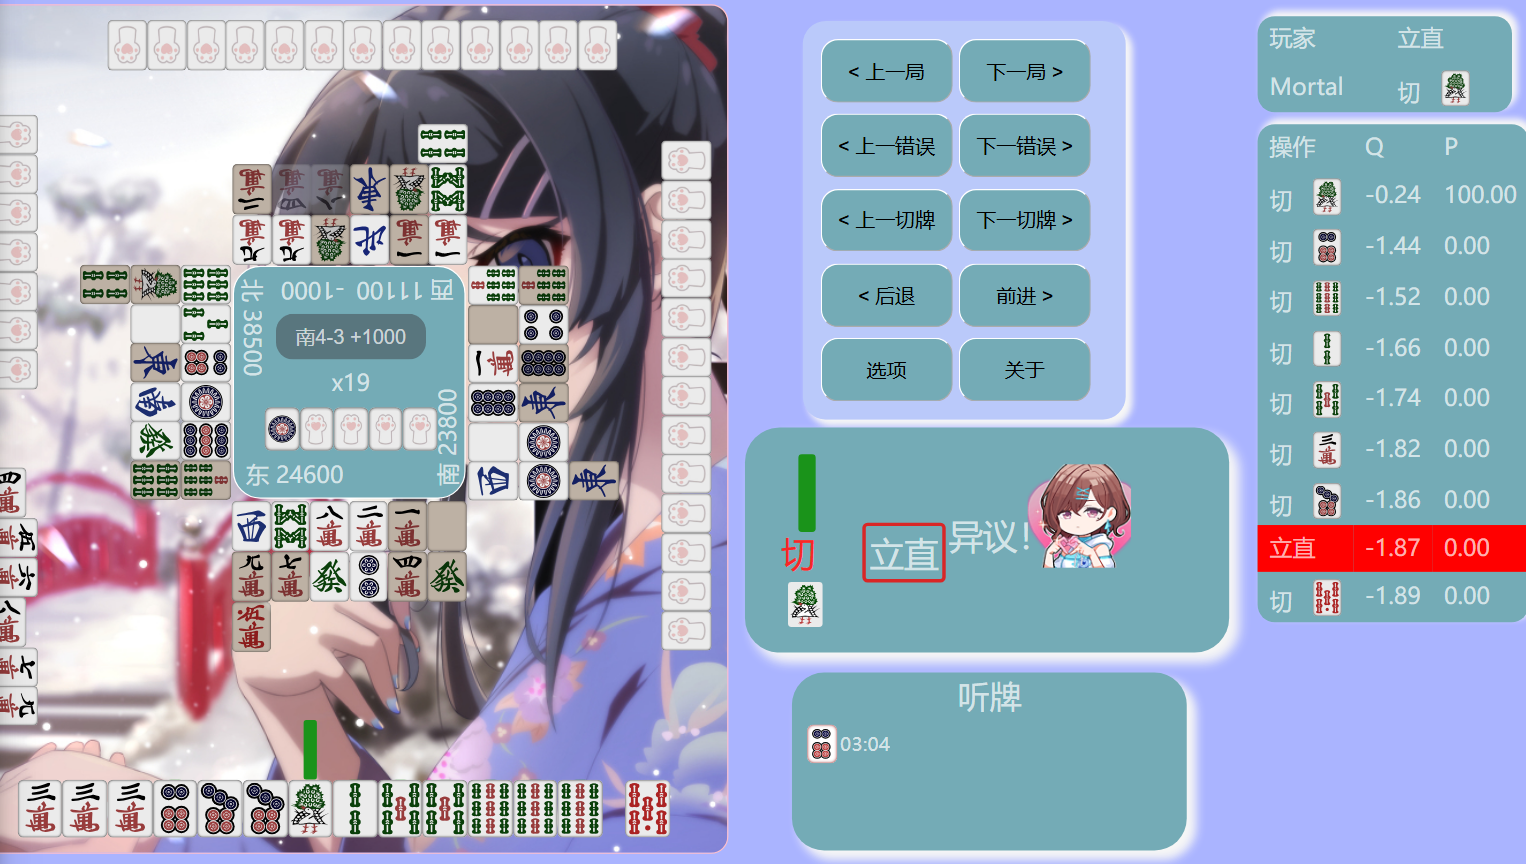 北 38500
西 11100 -1000
南4-3 +1000
x19
东 24600
南 23800
< 上一局
下一局 >
< 上一错误
下一错误 >
< 上一切牌
下一切牌 >
< 后退
前进 >
选项
关于
切
立直
异议!
听牌
03:04
玩家 立直
Mortal 切
操作 Q P
切 -0.24 100.00
切 -1.44 0.00
切 -1.52 0.00
切 -1.66 0.00
切 -1.74 0.00
切 -1.82 0.00
切 -1.86 0.00
立直 -1.87 0.00
切 -1.89 0.00